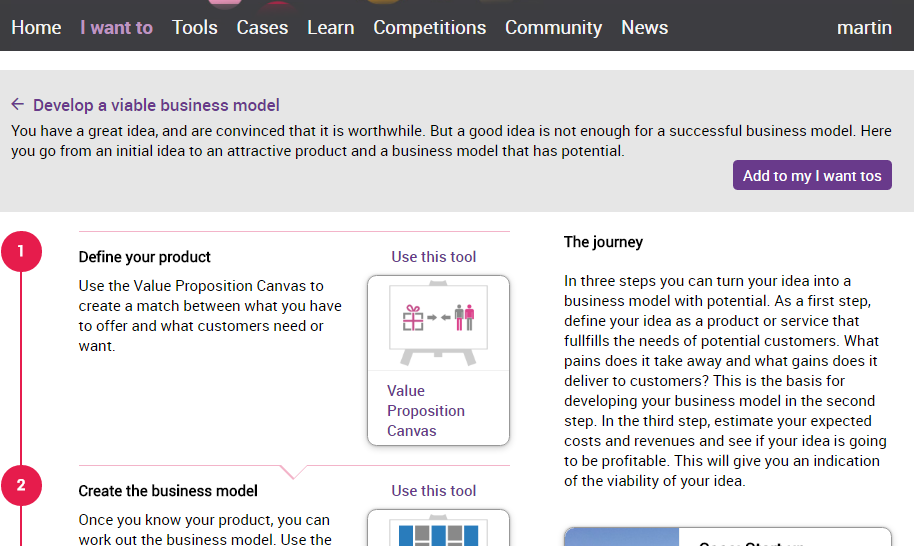 Home I want to Tools Cases Learn Competitions Community News martin
← Develop a viable business model
You have a great idea, and are convinced that it is worthwhile. But a good idea is not enough for a successful business model. Here
you go from an initial idea to an attractive product and a business model that has potential.
Add to my I want tos
1
Define your product
Use the Value Proposition Canvas to
create a match between what you have
to offer and what customers need or
want.
Use this tool
Value
Proposition
Canvas
2
Create the business model
Once you know your product, you can
work out the business model. Use the
Use this tool
The journey
In three steps you can turn your idea into a
business model with potential. As a first step,
define your idea as a product or service that
fullfills the needs of potential customers. What
pains does it take away and what gains does it
deliver to customers? This is the basis for
developing your business model in the second
step. In the third step, estimate your expected
costs and revenues and see if your idea is going
to be profitable. This will give you an indication
of the viability of your idea.